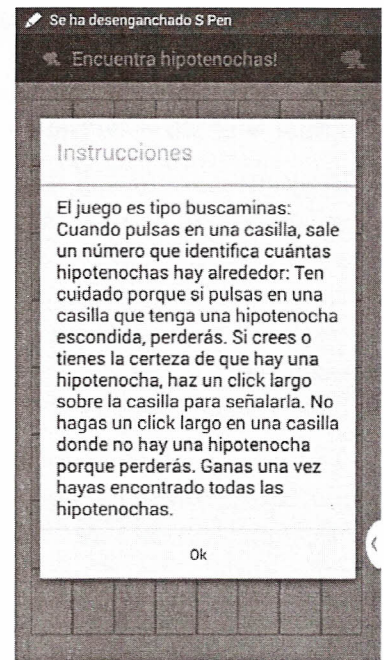 Se ha desenganchado S Pen
Encuentra hipotenochas!
Instrucciones
El juego es tipo buscaminas:
Cuando pulsas en una casilla, sale
un número que identifica cuántas
hipotenochas hay alrededor: Ten
cuidado porque si pulsas en una
casilla que tenga una hipotenocha
escondida, perderás. Si crees o
tienes la certeza de que hay una
hipotenocha, haz un click largo
sobre la casilla para señalarla. No
hagas un click largo en una casilla
donde no hay una hipotenocha
porque perderás. Ganas una vez
hayas encontrado todas las
hipotenochas.
Ok